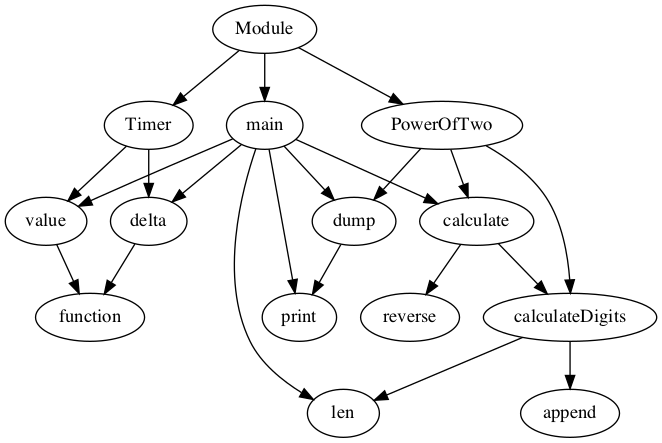 Module
Timer
main
PowerOfTwo
value
delta
dump
calculate
function
print
reverse
calculateDigits
len
append